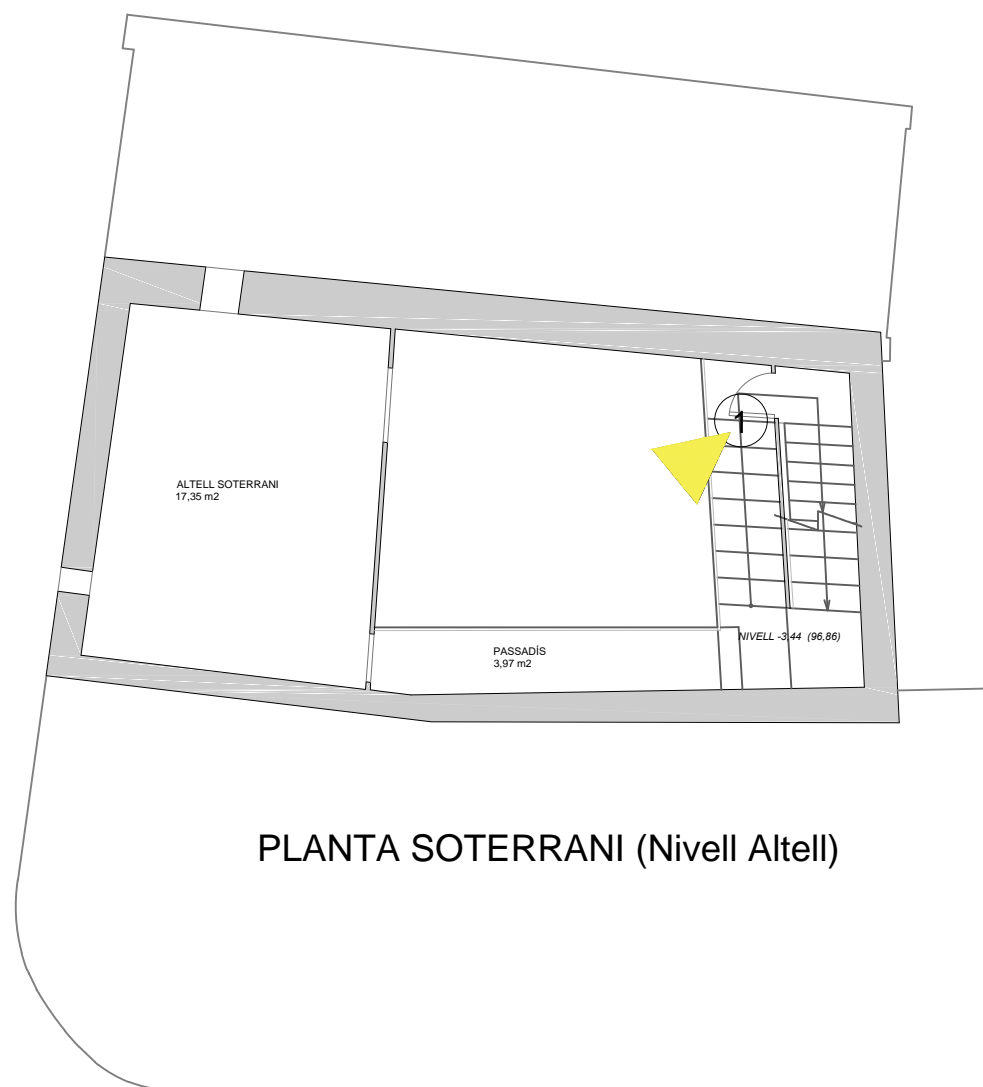 1
ALTELL SOTERRANI
17,35 m2
NIVELL -3,44 (96,86)
PASSADÍS
3,97 m2
PLANTA SOTERRANI (Nivell Altell)